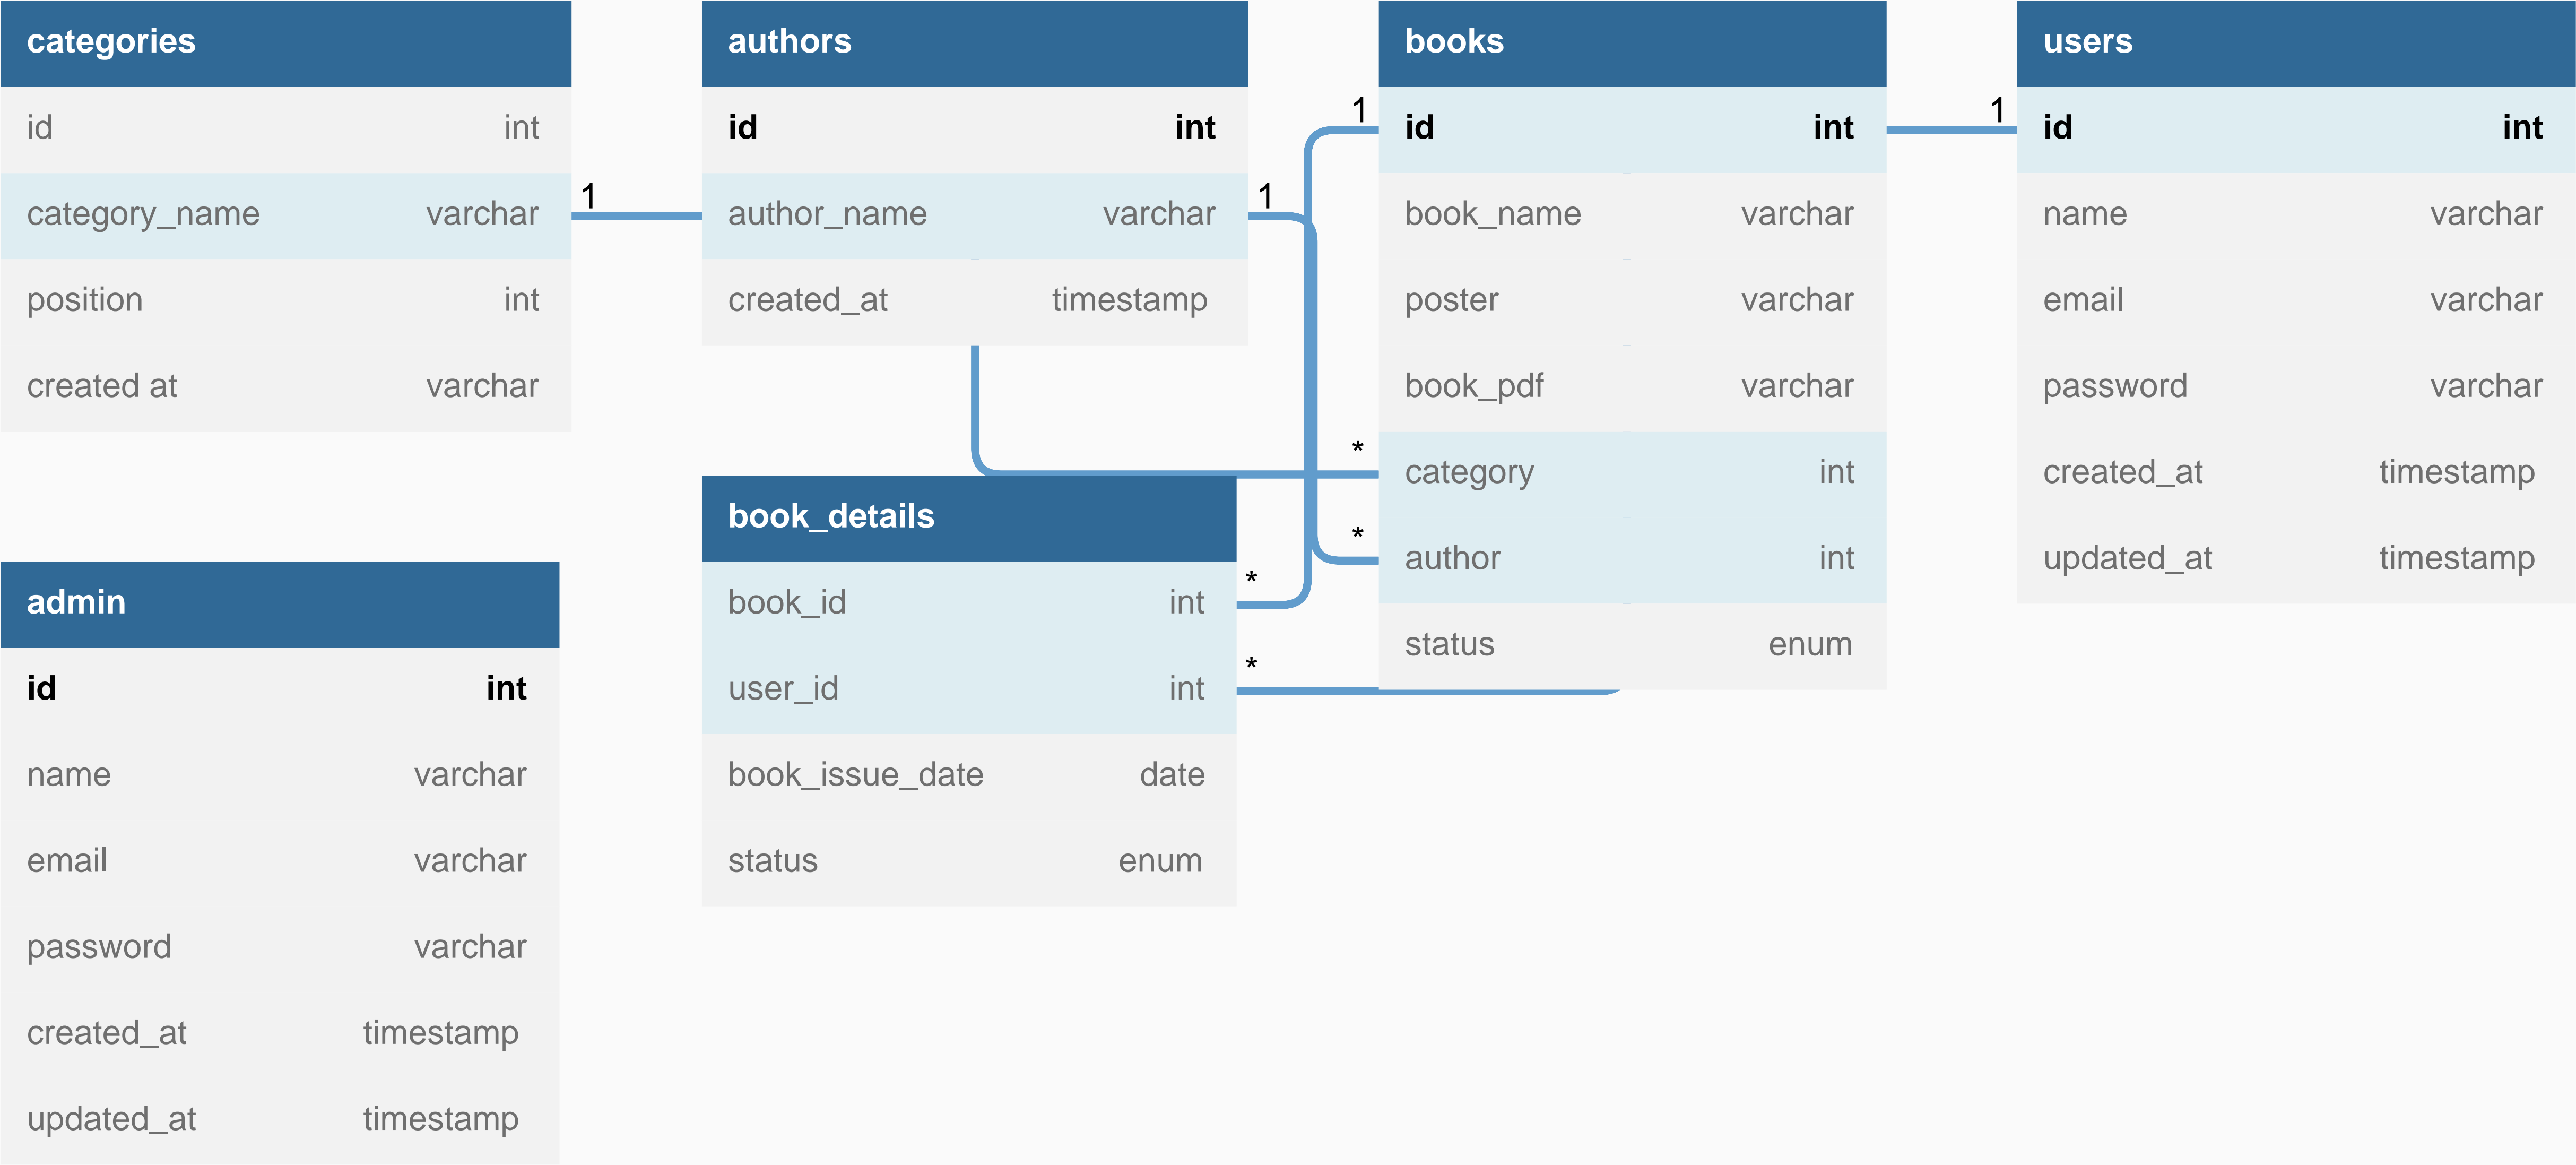 categories
id int
category_name varchar
position int
created at varchar
authors
id int
author_name varchar
created_at timestamp
books
id int
book_name varchar
poster varchar
book_pdf varchar
category int
author int
status enum
users
id int
name varchar
email varchar
password varchar
created_at timestamp
updated_at timestamp
admin
id int
name varchar
email varchar
password varchar
created_at timestamp
updated_at timestamp
book_details
book_id int
user_id int
book_issue_date date
status enum
1
1
1
1
*
*
*
*